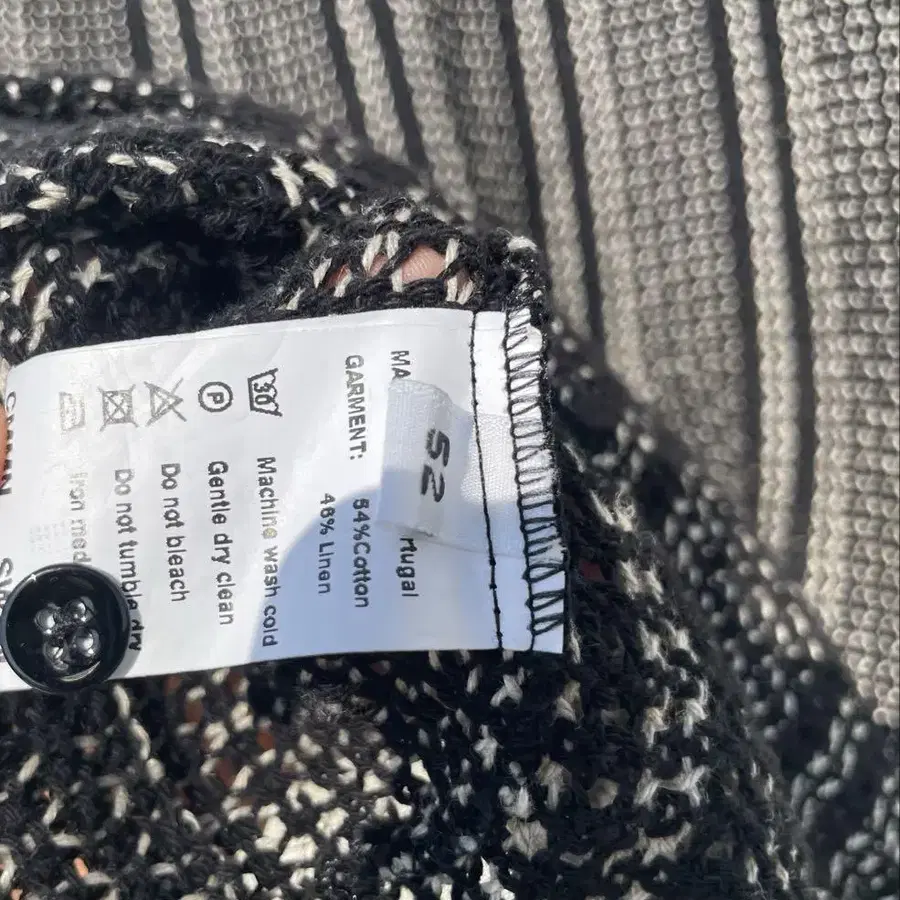 52
MA
rtugal
GARMENT: 54%Cotton
46% Linen
30 Machine wash cold
P Gentle dry clean
Do not bleach
Do not tumble dry
Iron med